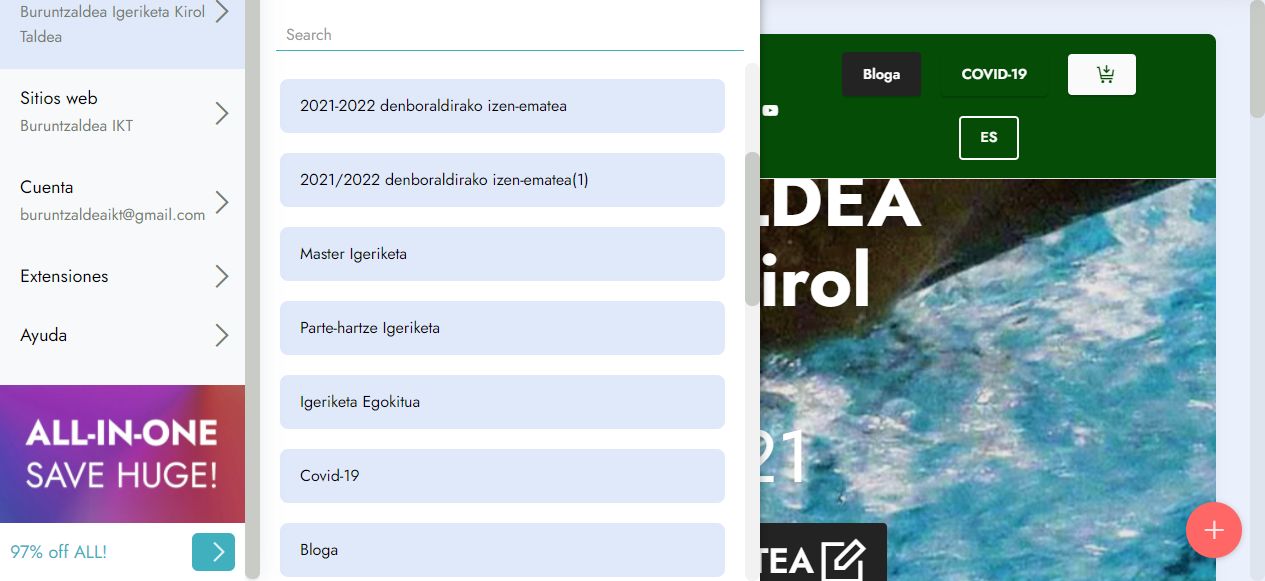 Buruntzaldea Igeriketa Kirol
Taldea
Sitios web
Buruntzaldea IKT
Cuenta
buruntzaldeaikt@gmail.com
Extensiones
Ayuda
ALL-IN-ONE
SAVE HUGE!
97% off ALL!
Search
2021-2022 denboraldirako izen-ematea
2021/2022 denboraldirako izen-ematea(1)
Master Igeriketa
Parte-hartze Igeriketa
Igeriketa Egokitua
Covid-19
Bloga
Bloga
COVID-19
ES
LDEA
irol
21
TEA